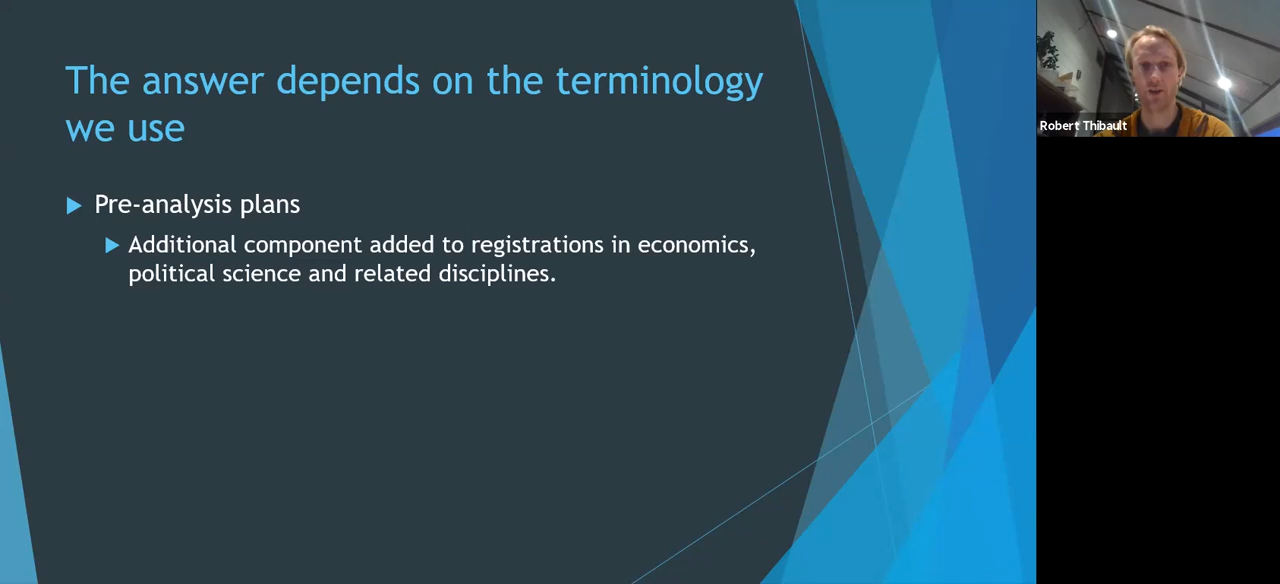 The answer depends on the terminology
we use
Pre-analysis plans
Additional component added to registrations in economics,
political science and related disciplines.
Robert Thibault